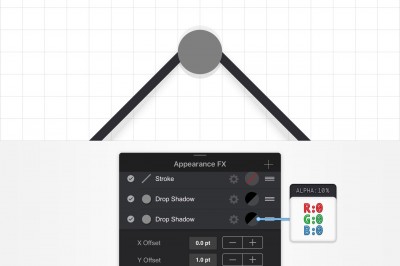 Appearance FX
Stroke
Drop Shadow
Drop Shadow
ALPHA/10%
R:0
G:0
B:0
X Offset 0.0 pt
Y Offset 1.0 pt